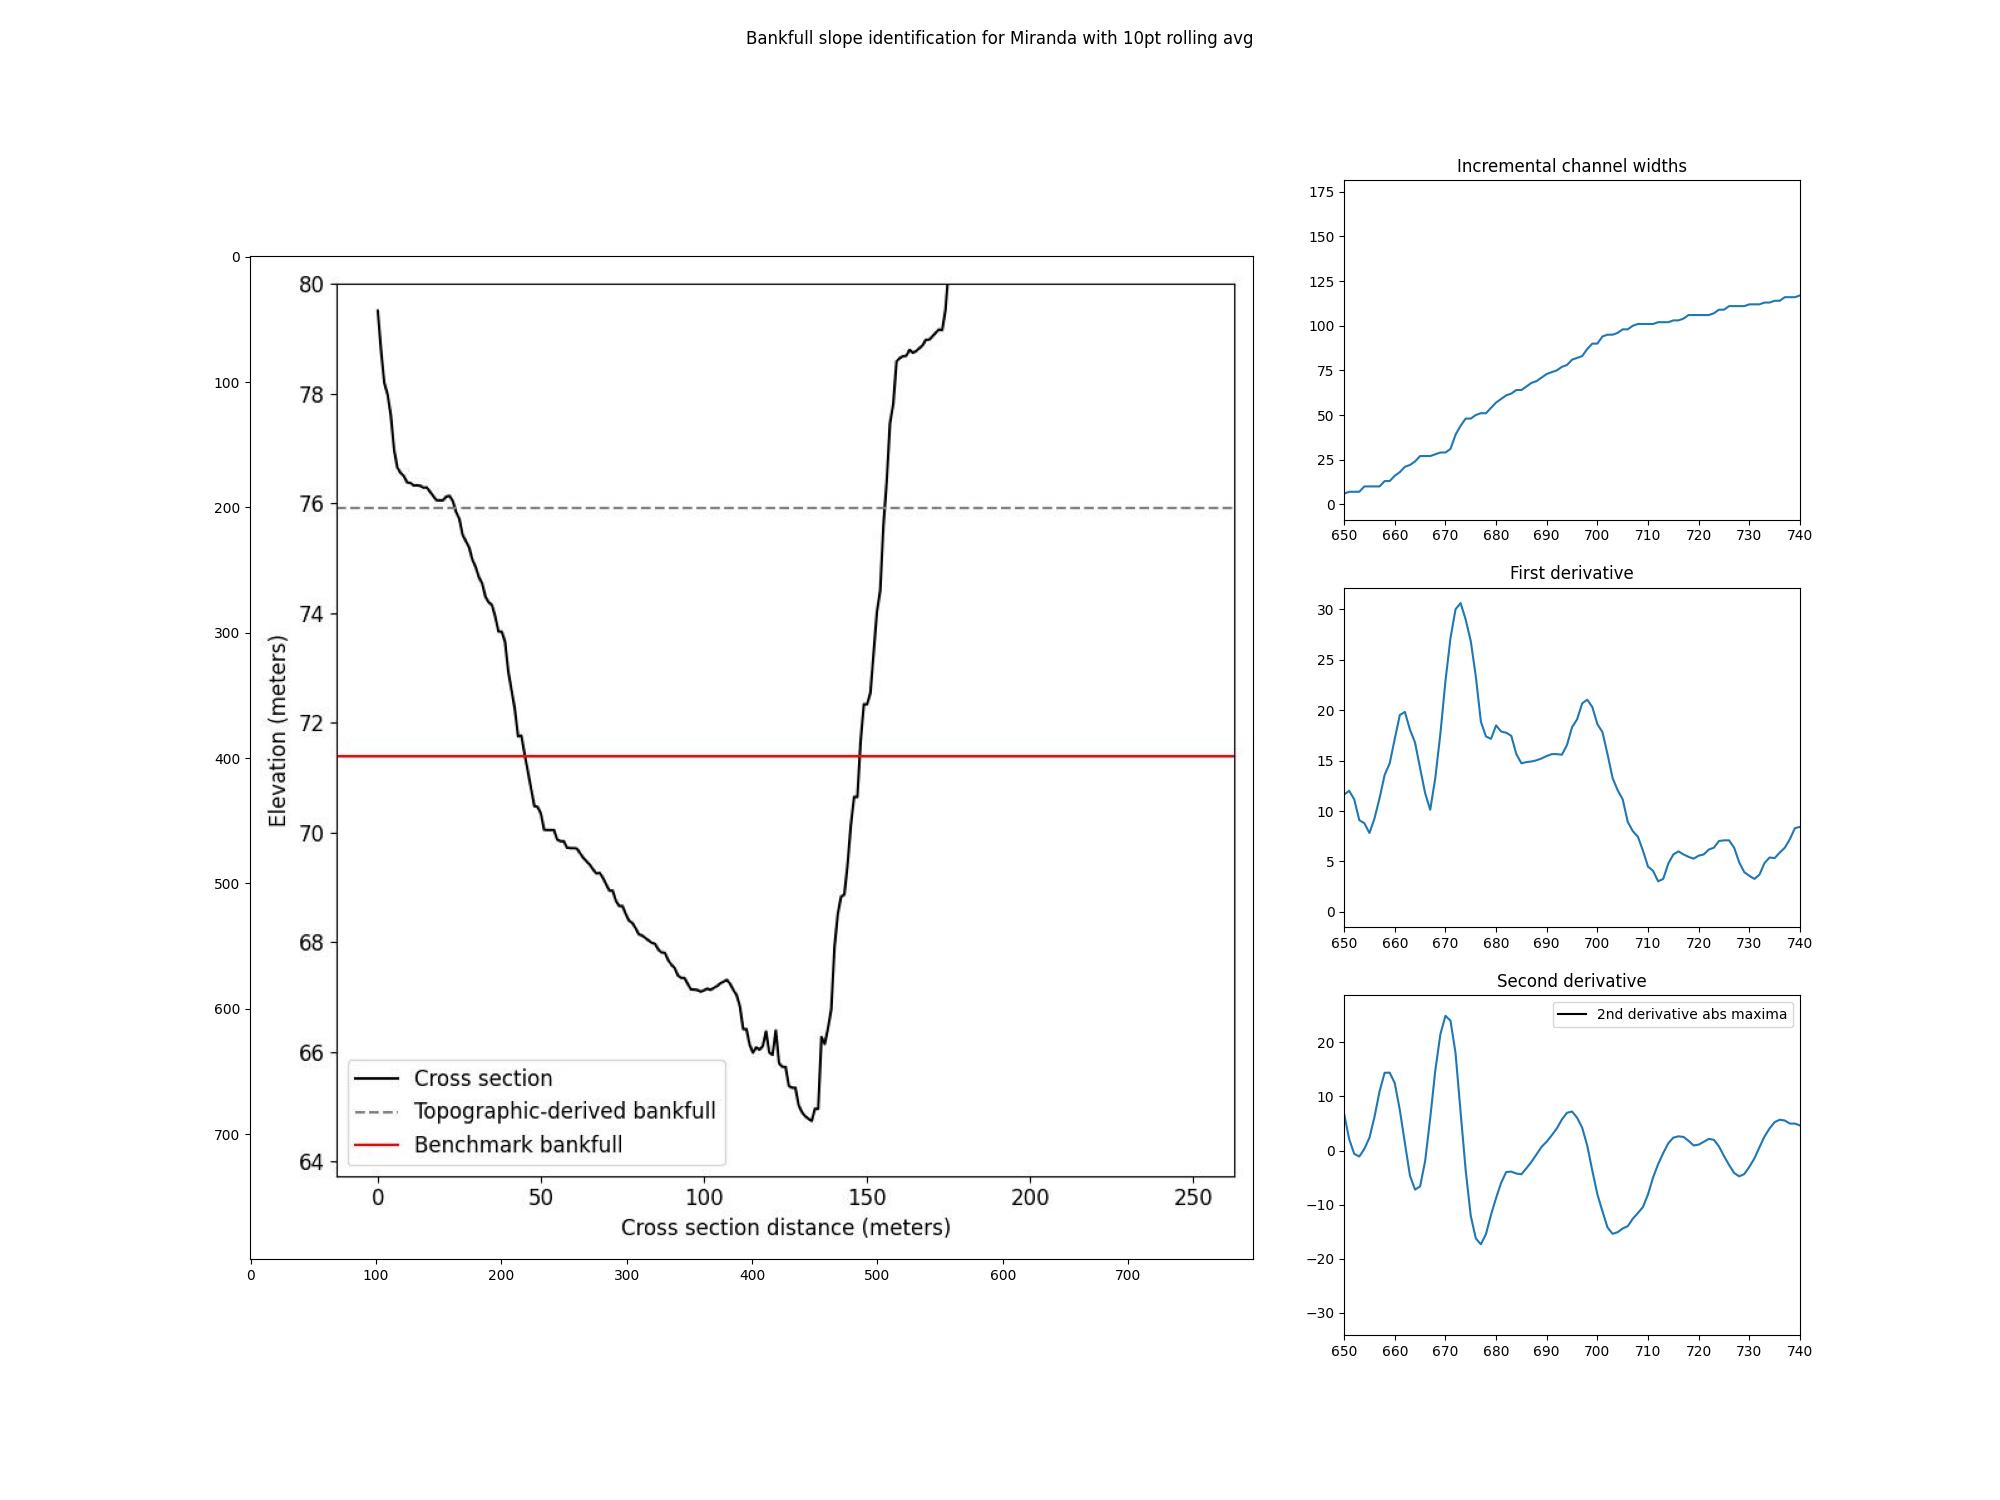 Bankfull slope identification for Miranda with 10pt rolling avg
0
100
200
300
400
500
600
700
0 100 200 300 400 500 600 700
80
78
76
74
72
70
68
66
64
Elevation (meters)
Cross section
Topographic-derived bankfull
Benchmark bankfull
0 50 100 150 200 250
Cross section distance (meters)
Incremental channel widths
175
150
125
100
75
50
25
0
650 660 670 680 690 700 710 720 730 740
First derivative
30
25
20
15
10
5
0
650 660 670 680 690 700 710 720 730 740
Second derivative
2nd derivative abs maxima
20
10
0
−10
−20
−30
650 660 670 680 690 700 710 720 730 740